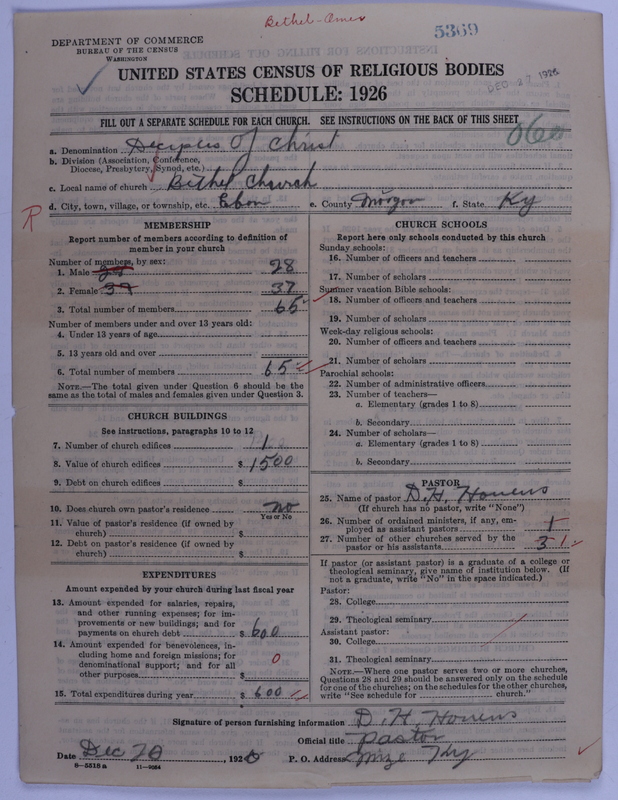 Bethel-Amex
5369
DEPARTMENT OF COMMERCE
BUREAU OF THE CENSUS
WASHINGTON
DEC 27 1926
UNITED STATES CENSUS OF RELIGIOUS BODIES
SCHEDULE: 1926
FILL OUT A SEPARATE SCHEDULE FOR EACH CHURCH. SEE INSTRUCTIONS ON THE BACK OF THIS SHEET
060
a. Denomination Deciples Of Christ
b. Division (Association, Conference,
Diocese, Presbytery, Synod, etc.)
c. Local name of church Bethel Church
R
d. City, town, village, or township, etc. Ebon e. County Morgan f. State Ky
MEMBERSHIP
Report number of members according to definition of
member in your church
Number of members, by sex:
1. Male 28
2. Female 37 37
3. Total number of members 65
Number of members under and over 13 years old:
4. Under 13 years of age
5. 13 years old and over
6. Total number of members 65
NOTE.—The total given under Question 6 should be the
same as the total of males and females given under Question 3.
CHURCH BUILDINGS
See instructions, paragraphs 10 to 12
7. Number of church edifices 1
8. Value of church edifices $ 1500
9. Debt on church edifices $
10. Does church own pastor's residence no
Yes or No
11. Value of pastor's residence (if owned by
church) $
12. Debt on pastor's residence (if owned by
church) $
EXPENDITURES
Amount expended by your church during last fiscal year
13. Amount expended for salaries, repairs,
and other running expenses; for im-
provements or new buildings; and for
payments on church debt $ 600
14. Amount expended for benevolences, in-
cluding home and foreign missions; for
denominational support; and for all
other purposes $ 0
15. Total expenditures during year $ 600
CHURCH SCHOOLS
Report here only schools conducted by this church
Sunday schools:
16. Number of officers and teachers
17. Number of scholars
Summer vacation Bible schools:
18. Number of officers and teachers
19. Number of scholars
Week-day religious schools:
20. Number of officers and teachers
21. Number of scholars
Parochial schools:
22. Number of administrative officers
23. Number of teachers—
a. Elementary (grades 1 to 8)
b. Secondary
24. Number of scholars—
a. Elementary (grades 1 to 8)
b. Secondary
PASTOR
25. Name of pastor D. H. Howens
(If church has no pastor, write "None")
26. Number of ordained ministers, if any, em-
ployed as assistant pastors 1
27. Number of other churches served by the
pastor or his assistants 3
If pastor (or assistant pastor) is a graduate of a college or
theological seminary, give name of institution below. (If
not a graduate, write "No" in the space indicated.)
Pastor:
28. College
29. Theological seminary
Assistant pastor:
30. College
31. Theological seminary
NOTE.—Where one pastor serves two or more churches,
Questions 28 and 29 should be answered only on the schedule
for one of the churches; on the schedules for the other churches,
write "See schedule for church."
Signature of person furnishing information D. H. Howens
Official title Pastor
Date Dec 20, 1926 P. O. Address Mize Ky
8-5518 a 11-9084